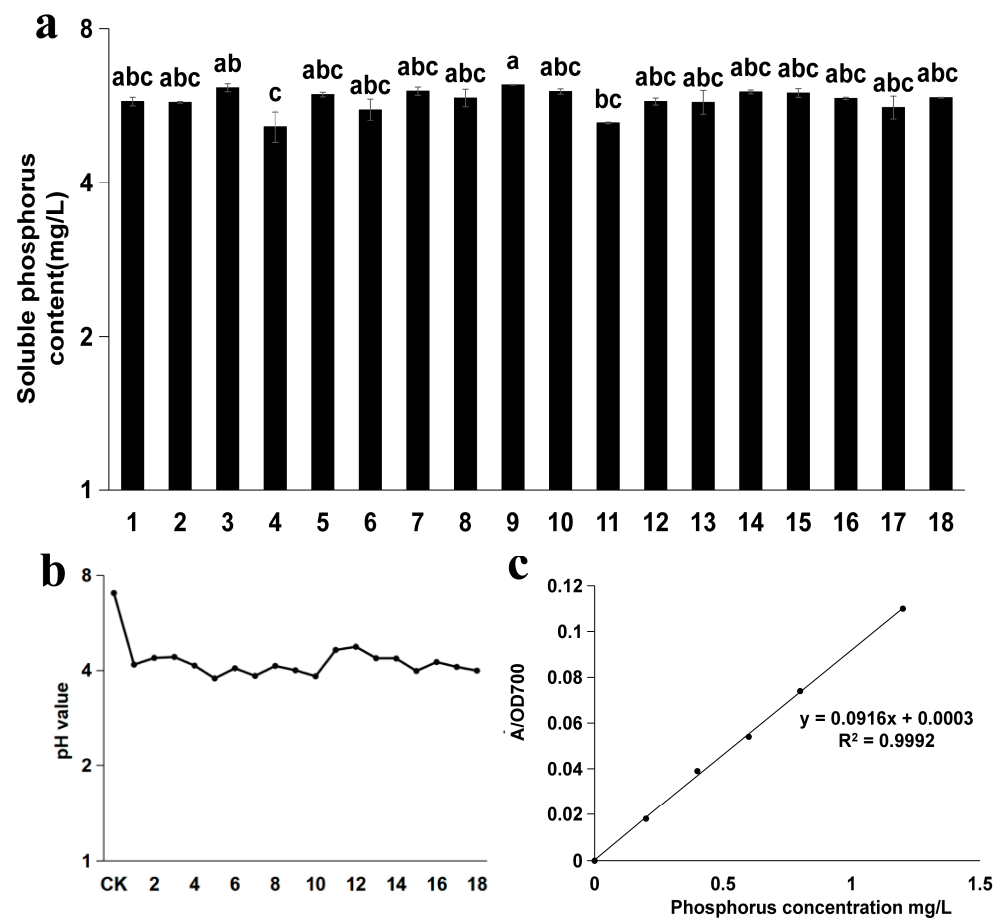 a
8
4
2
1
Soluble phosphorus
content(mg/L)
abc abc ab c abc abc abc abc a abc bc abc abc abc abc abc abc abc
1 2 3 4 5 6 7 8 9 10 11 12 13 14 15 16 17 18
b
8
4
2
1
pH value
CK 2 4 6 8 10 12 14 16 18
c
0.12
0.1
0.08
0.06
0.04
0.02
0
A/OD700
y = 0.0916x + 0.0003
R² = 0.9992
0 0.5 1 1.5
Phosphorus concentration mg/L